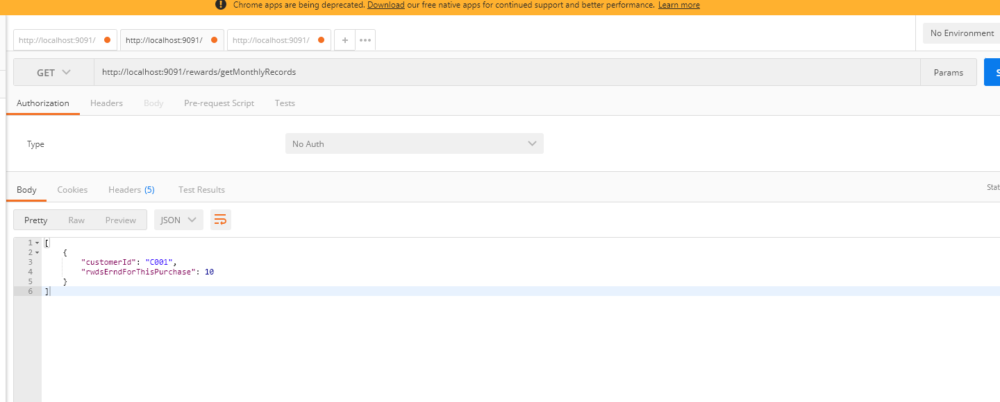 Chrome apps are being deprecated. Download our free native apps for continued support and better performance. Learn more
http://localhost:9091/ http://localhost:9091/ http://localhost:9091/ + ••• No Environment
GET http://localhost:9091/rewards/getMonthlyRecords Params S
Authorization Headers Body Pre-request Script Tests
Type No Auth
Body Cookies Headers (5) Test Results Stat
Pretty Raw Preview JSON
1 [
2 {
3 "customerId": "C001",
4 "rwdsErndForThisPurchase": 10
5 }
6 ]